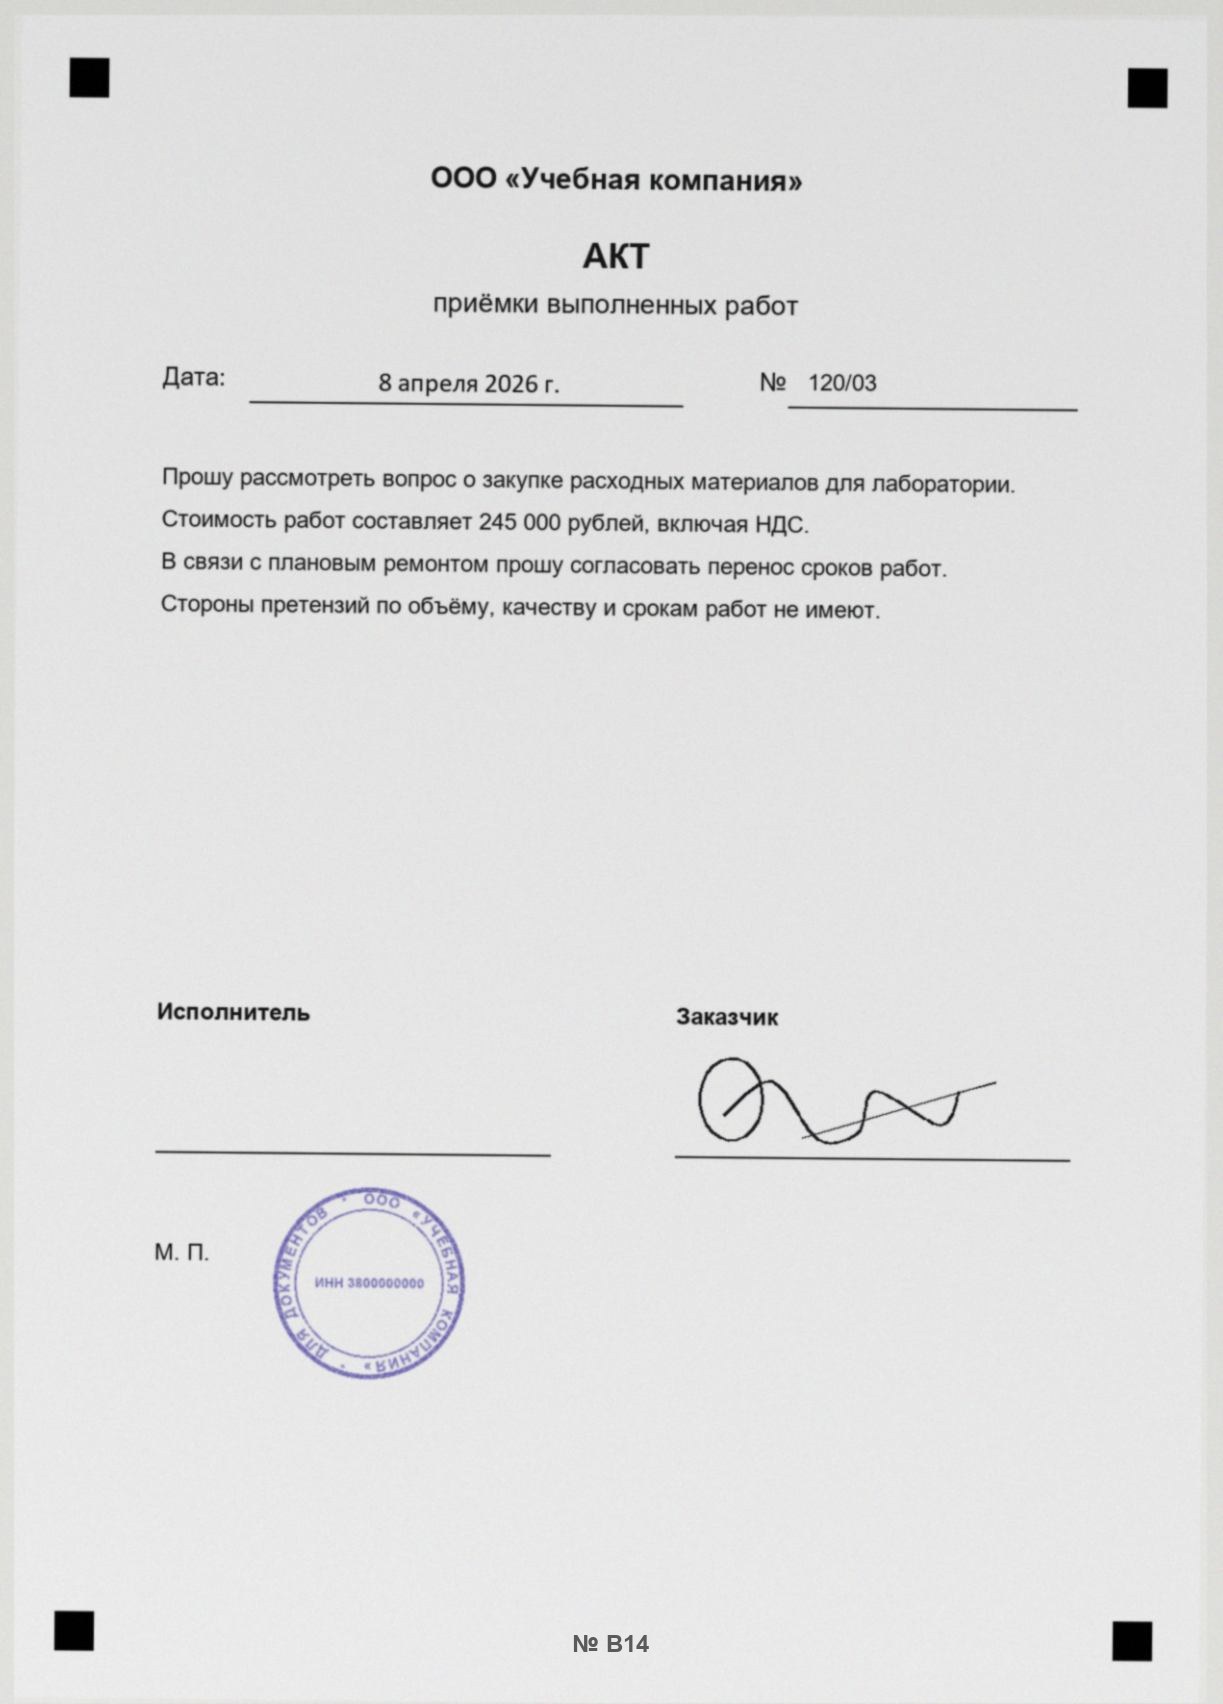 ООО «Учебная компания»
АКТ
приёмки выполненных работ
Дата: 8 апреля 2026 г. № 120/03
Прошу рассмотреть вопрос о закупке расходных материалов для лаборатории.
Стоимость работ составляет 245 000 рублей, включая НДС.
В связи с плановым ремонтом прошу согласовать перенос сроков работ.
Стороны претензий по объёму, качеству и срокам работ не имеют.
Исполнитель Заказчик
М. П.
ООО «УЧЕБНАЯ КОМПАНИЯ» · ДЛЯ ДОКУМЕНТОВ ·
ИНН 3800000000
№ В14